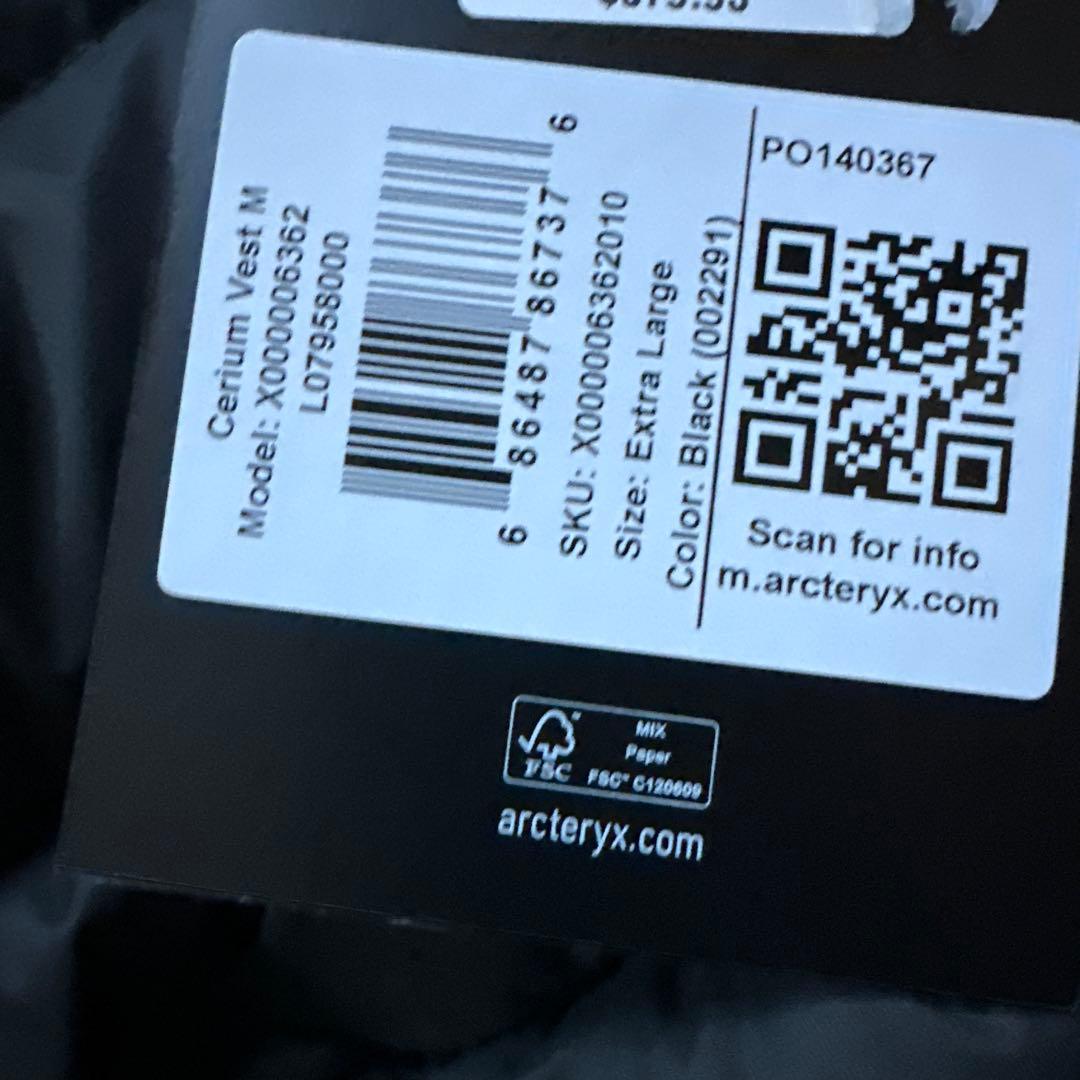 Cerium Vest M
Model: X000006362
L07958000
6 86487 86737 6
SKU: X000006362010
Size: Extra Large
Color: Black (002291)
PO140367
Scan for info
m.arcteryx.com
FSC
MIX
Paper
FSC™ C120609
arcteryx.com